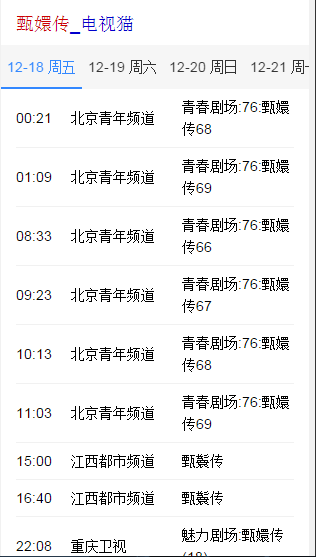 甄嬛传_电视猫
12-18 周五 12-19 周六 12-20 周日 12-21 周一
00:21 北京青年频道 青春剧场:76:甄嬛
传68
01:09 北京青年频道 青春剧场:76:甄嬛
传69
08:33 北京青年频道 青春剧场:76:甄嬛
传66
09:23 北京青年频道 青春剧场:76:甄嬛
传67
10:13 北京青年频道 青春剧场:76:甄嬛
传68
11:03 北京青年频道 青春剧场:76:甄嬛
传69
15:00 江西都市频道 甄鬟传
16:40 江西都市频道 甄鬟传
22:08 重庆卫视 魅力剧场:甄嬛传
(18)